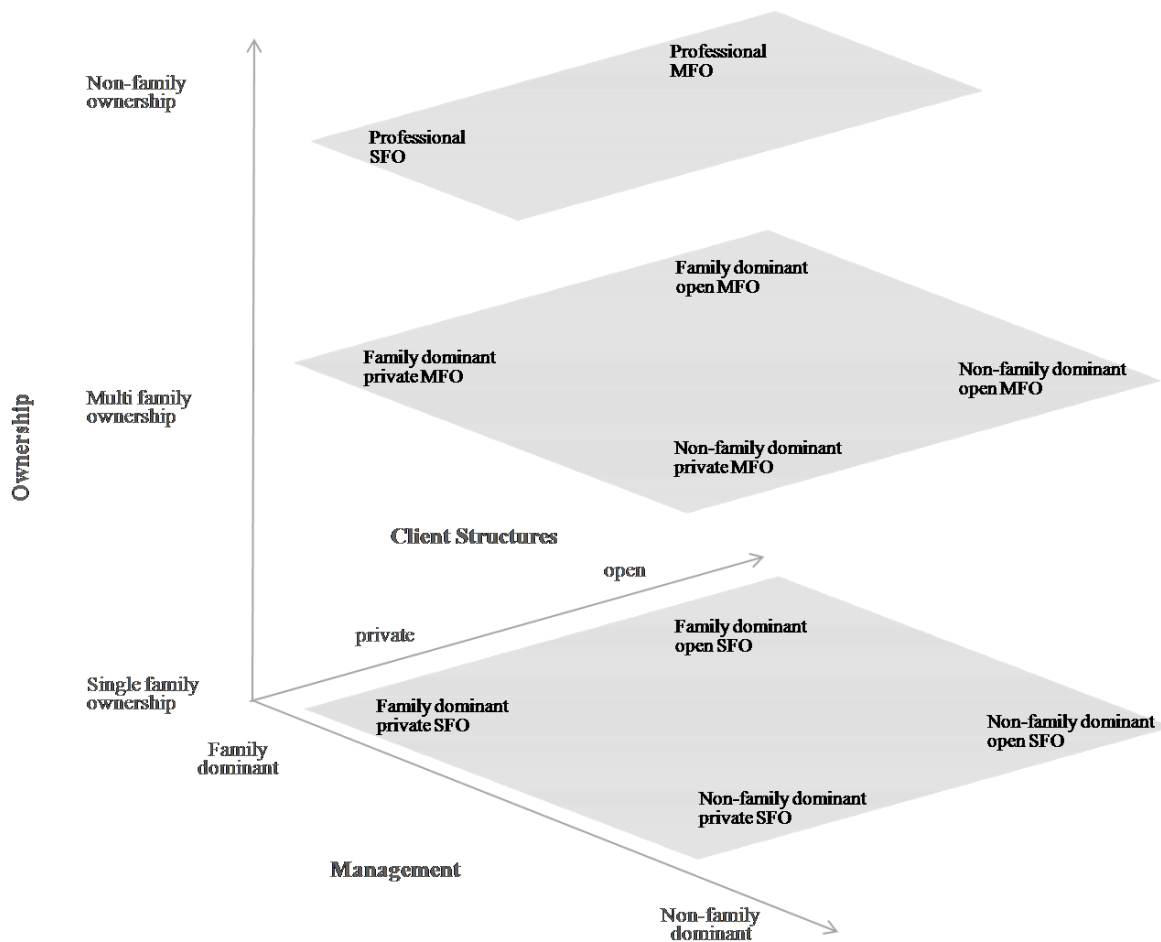 Professional
MFO
Non-family
ownership
Professional
SFO
Family dominant
open MFO
Family dominant
private MFO
Non-family dominant
open MFO
Multi family
ownership
Ownership
Non-family dominant
private MFO
Client Structures
open
private
Family dominant
open SFO
Single family
ownership
Family dominant
private SFO
Non-family dominant
open SFO
Family
dominant
Non-family dominant
private SFO
Management
Non-family
dominant